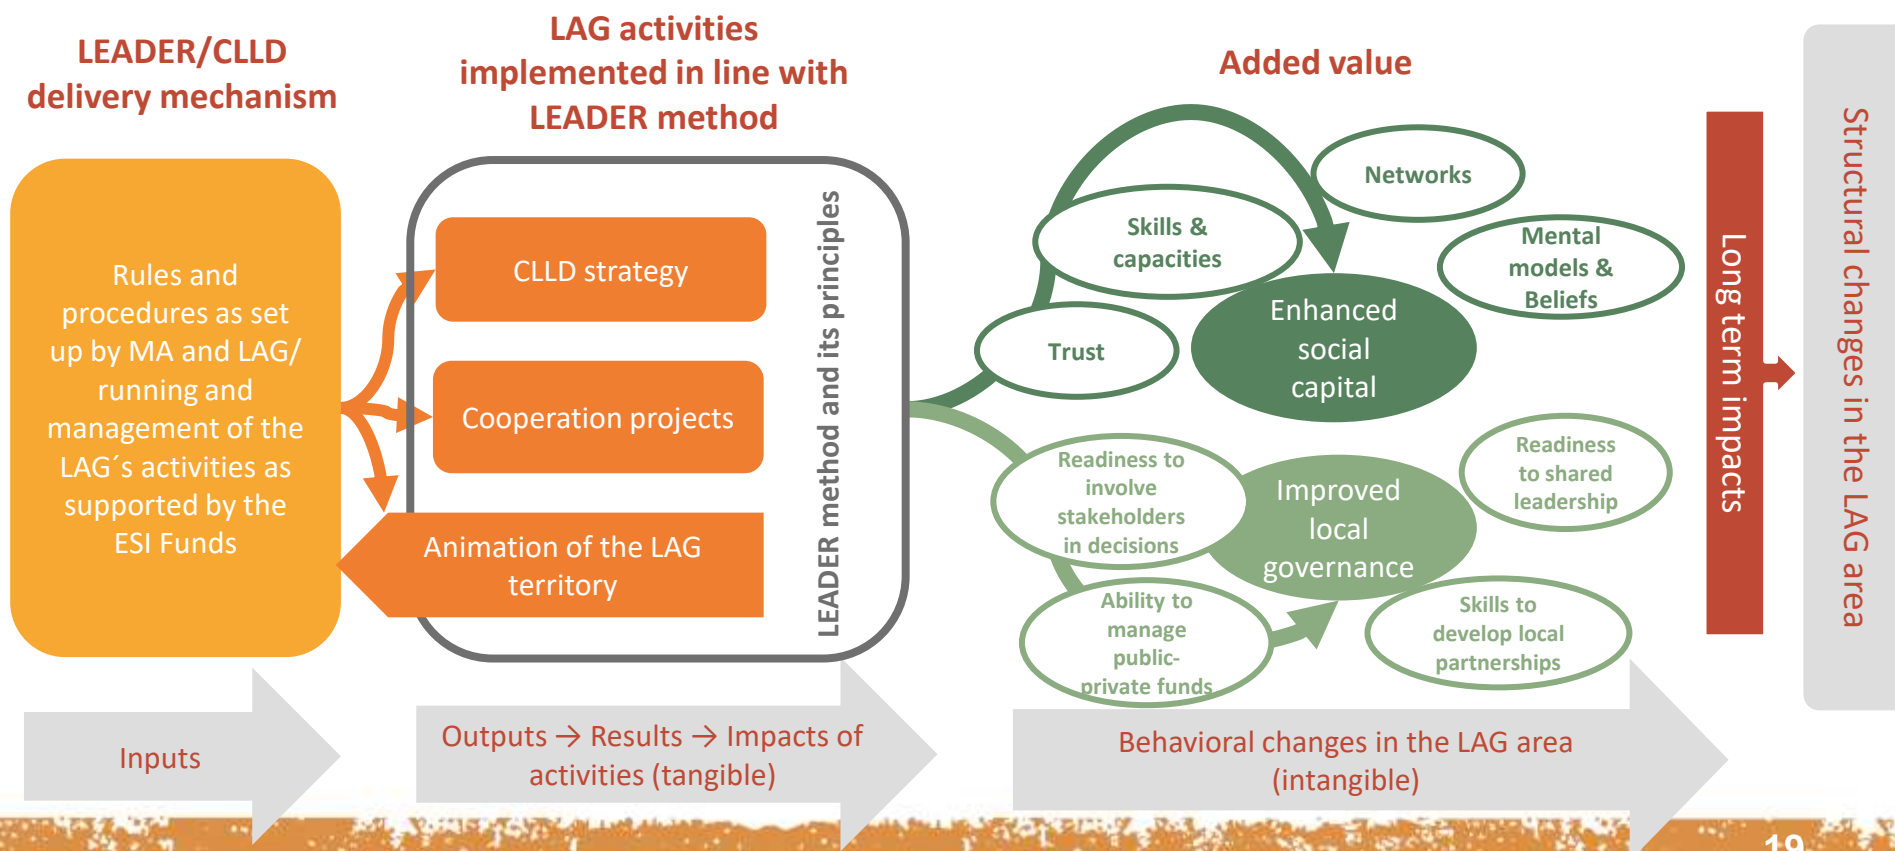 LEADER/CLLD
delivery mechanism
Rules and
procedures as set
up by MA and LAG/
running and
management of the
LAG´s activities as
supported by the
ESI Funds
Inputs
LAG activities
implemented in line with
LEADER method
CLLD strategy
Cooperation projects
Animation of the LAG
territory
LEADER method and its principles
Outputs → Results → Impacts of
activities (tangible)
Added value
Networks
Skills &
capacities
Mental
models &
Beliefs
Trust
Enhanced
social
capital
Readiness to
involve
stakeholders
in decisions
Improved
local
governance
Readiness
to shared
leadership
Ability to
manage
public-
private funds
Skills to
develop local
partnerships
Behavioral changes in the LAG area
(intangible)
Long term impacts
Structural changes in the LAG area
19